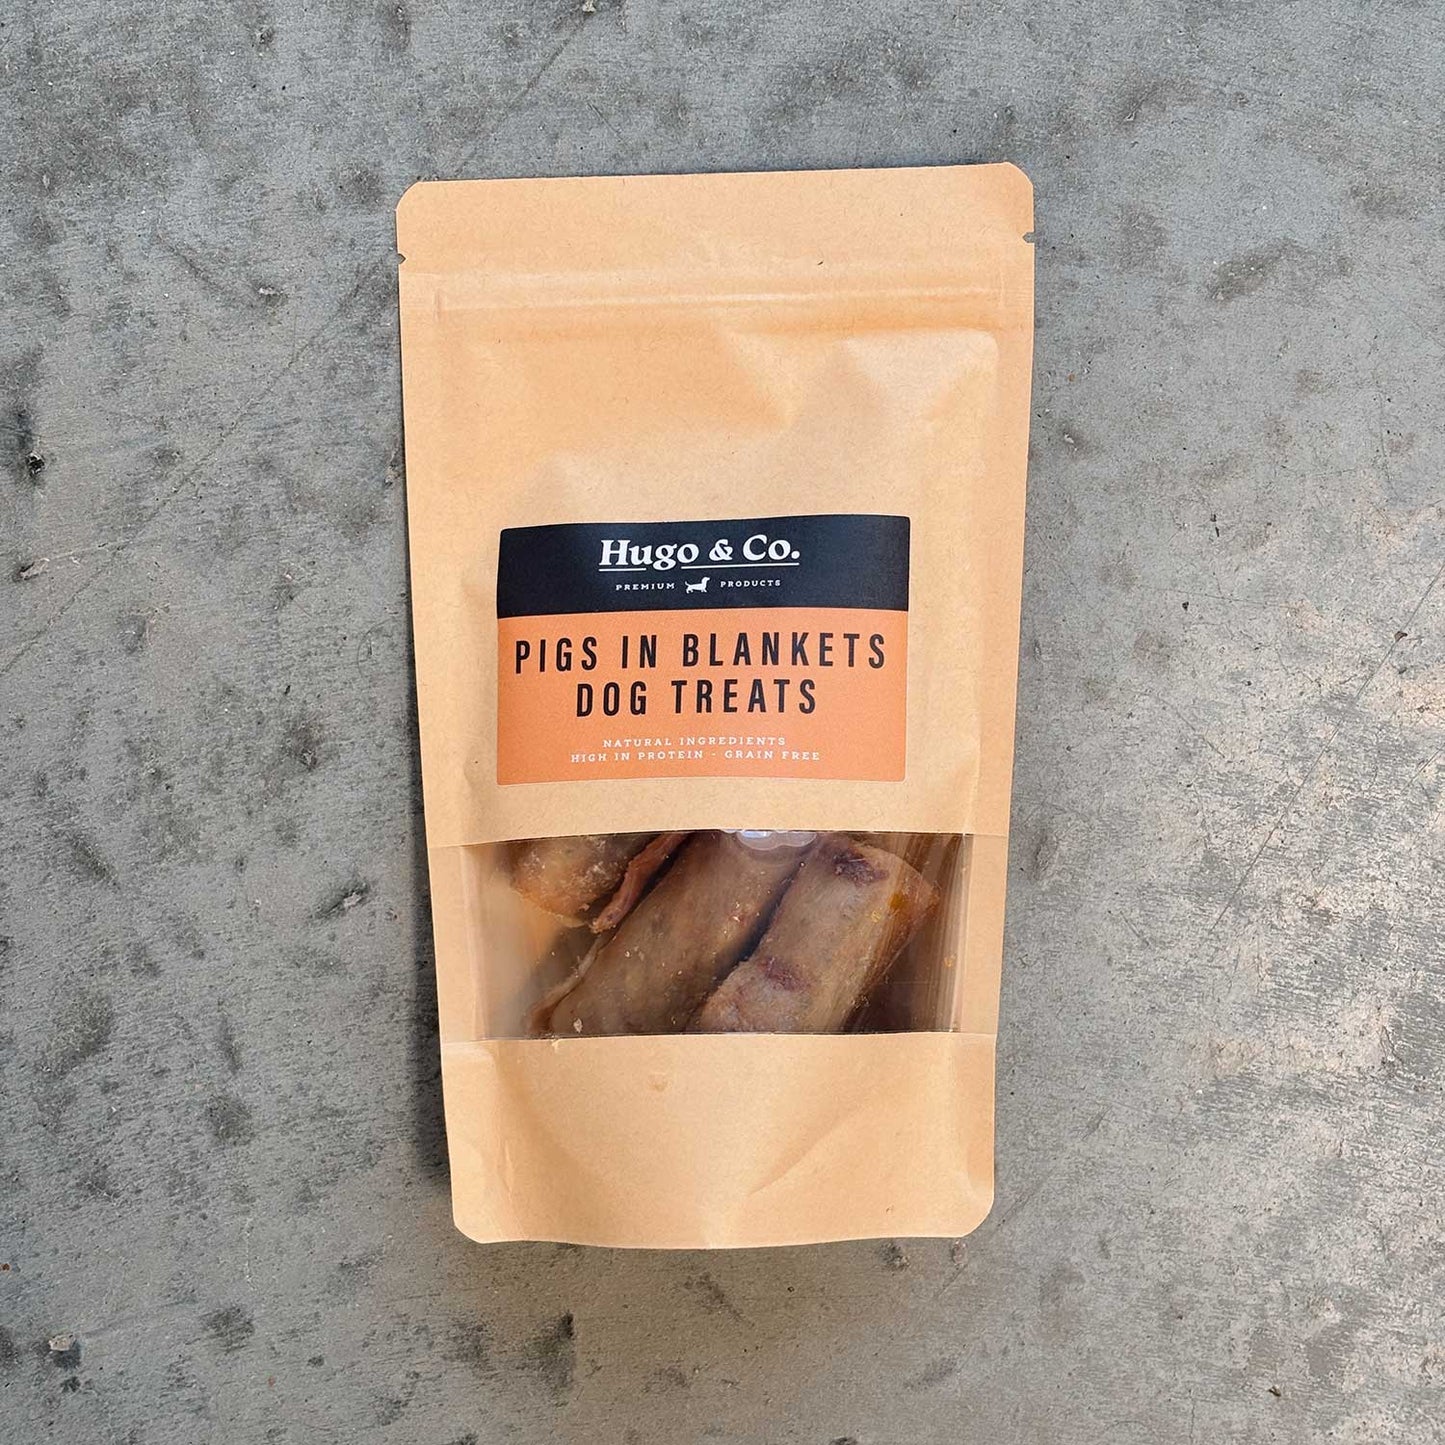 Hugo & Co.
PREMIUM PRODUCTS
PIGS IN BLANKETS
DOG TREATS
NATURAL INGREDIENTS
HIGH IN PROTEIN - GRAIN FREE